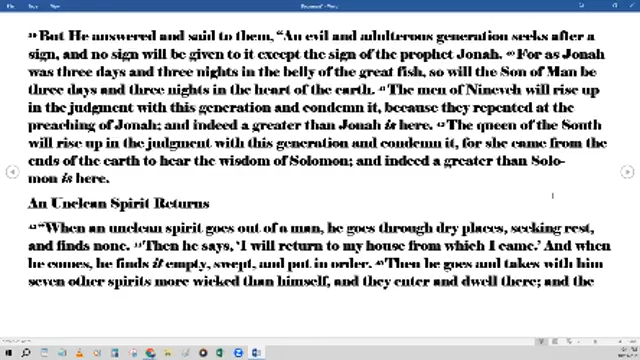 39 But He answered and said to them, “An evil and adulterous generation seeks after a
sign, and no sign will be given to it except the sign of the prophet Jonah. 40 For as Jonah
was three days and three nights in the belly of the great fish, so will the Son of Man be
three days and three nights in the heart of the earth. 41 The men of Nineveh will rise up
in the judgment with this generation and condemn it, because they repented at the
preaching of Jonah; and indeed a greater than Jonah is here. 42 The queen of the South
will rise up in the judgment with this generation and condemn it, for she came from the
ends of the earth to hear the wisdom of Solomon; and indeed a greater than Solo-
mon is here.
An Unclean Spirit Returns
43 “When an unclean spirit goes out of a man, he goes through dry places, seeking rest,
and finds none. 44 Then he says, ‘I will return to my house from which I came.’ And when
he comes, he finds it empty, swept, and put in order. 45 Then he goes and takes with him
seven other spirits more wicked than himself, and they enter and dwell there; and the